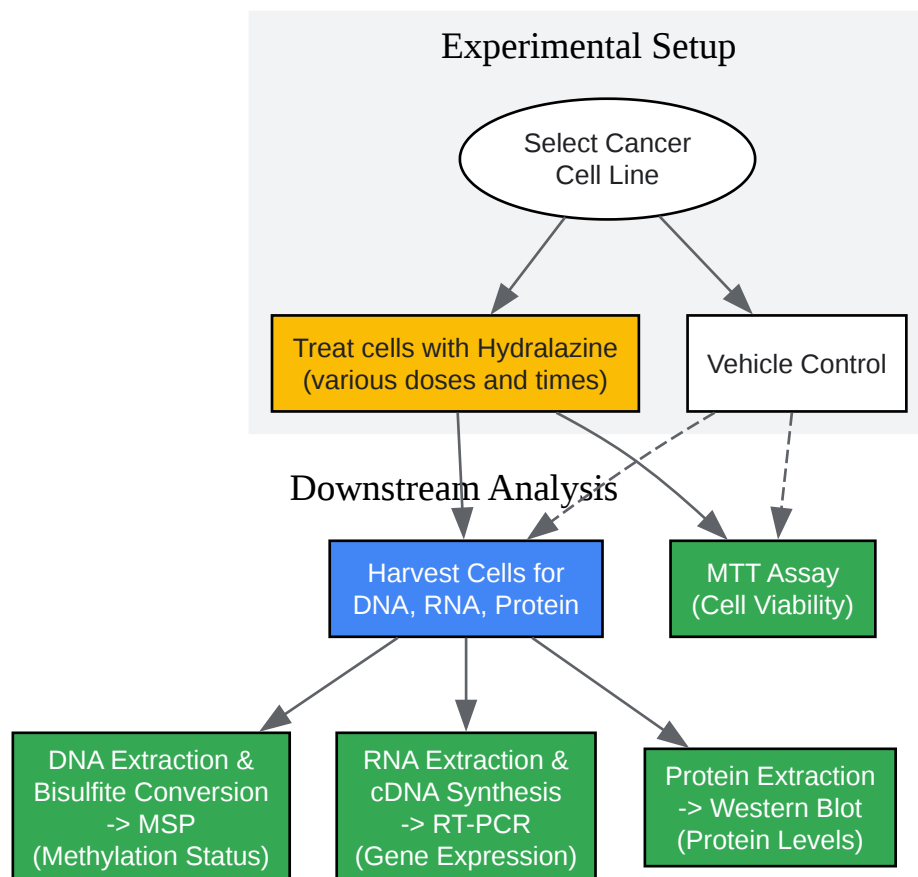 Experimental Setup
Select Cancer
Cell Line
Treat cells with Hydralazine
(various doses and times)
Vehicle Control
Downstream Analysis
Harvest Cells for
DNA, RNA, Protein
MTT Assay
(Cell Viability)
DNA Extraction &
Bisulfite Conversion
-> MSP
(Methylation Status)
RNA Extraction &
cDNA Synthesis
-> RT-PCR
(Gene Expression)
Protein Extraction
-> Western Blot
(Protein Levels)